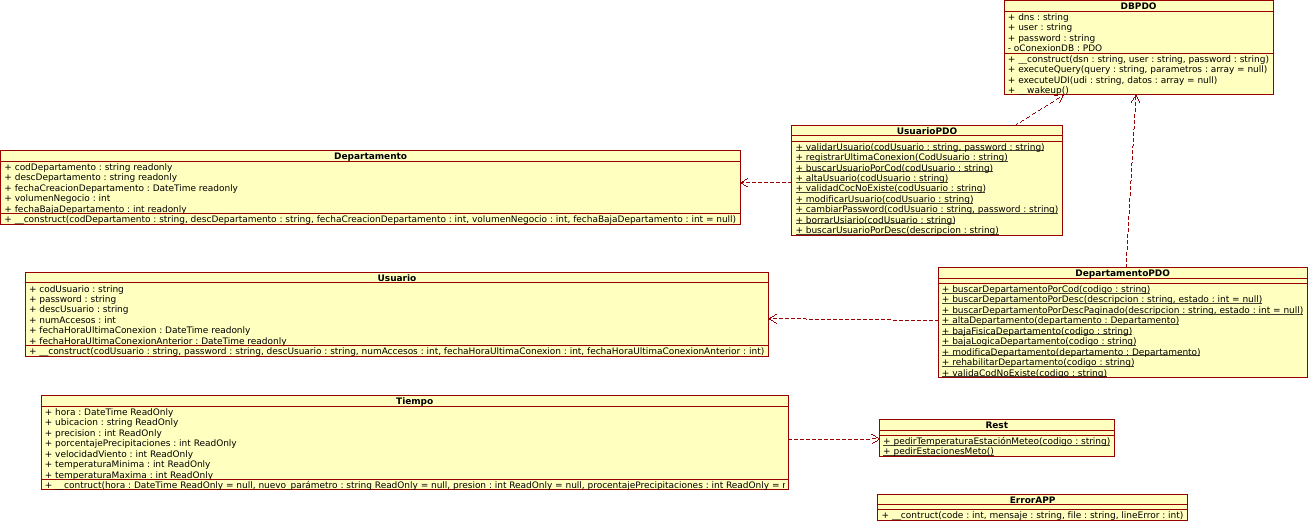 DBPDO
+ dns : string
+ user : string
+ password : string
- oConexionDB : PDO
+ __construct(dsn : string, user : string, password : string)
+ executeQuery(query : string, parametros : array = null)
+ executeUDI(udi : string, datos : array = null)
+ __wakeup()
UsuarioPDO
+ validarUsuario(codUsuario : string, password : string)
+ registrarUltimaConexion(CodUsuario : string)
+ buscarUsuarioPorCod(codUsuario : string)
+ altaUsuario(codUsuario : string)
+ validadCocNoExiste(codUsuario : string)
+ modificarUsuario(codUsuario : string)
+ cambiarPassword(codUsuario : string, password : string)
+ borrarUsiario(codUsuario : string)
+ buscarUsuarioPorDesc(descripcion : string)
Departamento
+ codDepartamento : string readonly
+ descDepartamento : string readonly
+ fechaCreacionDepartamento : DateTime readonly
+ volumenNegocio : int
+ fechaBajaDepartamento : int readonly
+ __construct(codDepartamento : string, descDepartamento : string, fechaCreacionDepartamento : int, volumenNegocio : int, fechaBajaDepartamento : int = null)
Usuario
+ codUsuario : string
+ password : string
+ descUsuario : string
+ numAccesos : int
+ fechaHoraUltimaConexion : DateTime readonly
+ fechaHoraUltimaConexionAnterior : DateTime readonly
+ __construct(codUsuario : string, password : string, descUsuario : string, numAccesos : int, fechaHoraUltimaConexion : int, fechaHoraUltimaConexionAnterior : int)
DepartamentoPDO
+ buscarDepartamentoPorCod(codigo : string)
+ buscarDepartamentoPorDesc(descripcion : string, estado : int = null)
+ buscarDepartamentoPorDescPaginado(descripcion : string, estado : int = null)
+ altaDepartamento(departamento : Departamento)
+ bajaFisicaDepartamento(codigo : string)
+ bajaLogicaDepartamento(codigo : string)
+ modificaDepartamento(departamento : Departamento)
+ rehabilitarDepartamento(codigo : string)
+ validaCodNoExiste(codigo : string)
Tiempo
+ hora : DateTime ReadOnly
+ ubicacion : string ReadOnly
+ precision : int ReadOnly
+ porcentajePrecipitaciones : int ReadOnly
+ velocidadViento : int ReadOnly
+ temperaturaMinima : int ReadOnly
+ temperaturaMaxima : int ReadOnly
+ __contruct(hora : DateTime ReadOnly = null, nuevo_parámetro : string ReadOnly = null, presion : int ReadOnly = null, procentajePrecipitaciones : int ReadOnly =
Rest
+ pedirTemperaturaEstaciónMeteo(codigo : string)
+ pedirEstacionesMeto()
ErrorAPP
+ __contruct(code : int, mensaje : string, file : string, lineError : int)